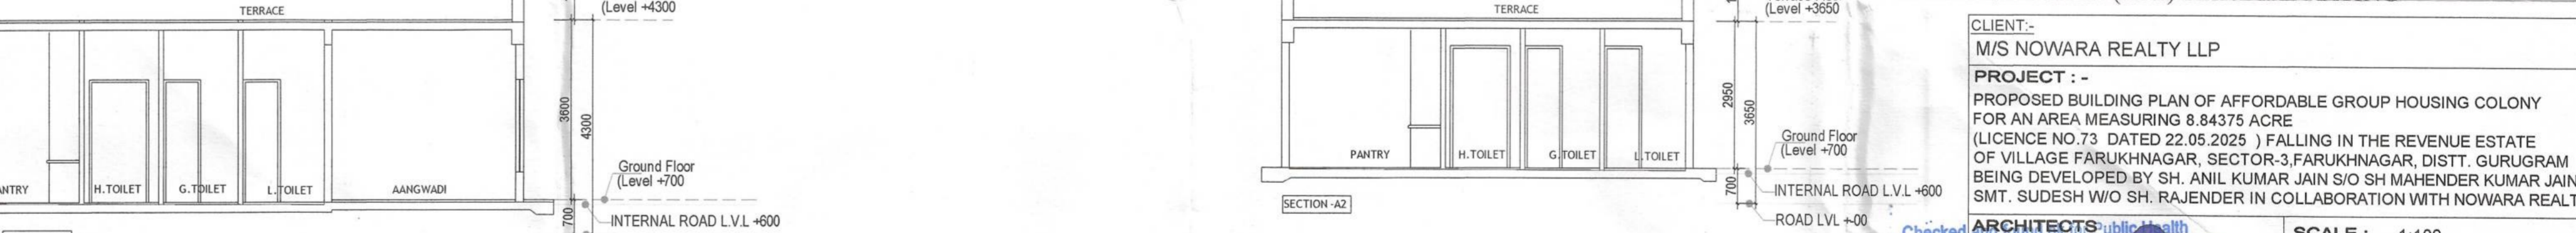 TERRACE
(Level +4300
3600
4300
Ground Floor
(Level +700
NTRY
H.TOILET
G.TOILET
L.TOILET
AANGWADI
700
INTERNAL ROAD L.V.L +600
TERRACE
(Level +3650
2950
3650
Ground Floor
(Level +700
PANTRY
H.TOILET
G.TOILET
L.TOILET
700
INTERNAL ROAD L.V.L +600
SECTION -A2
ROAD LVL +-00
CLIENT:-
M/S NOWARA REALTY LLP
PROJECT : -
PROPOSED BUILDING PLAN OF AFFORDABLE GROUP HOUSING COLONY
FOR AN AREA MEASURING 8.84375 ACRE
(LICENCE NO.73 DATED 22.05.2025 ) FALLING IN THE REVENUE ESTATE
OF VILLAGE FARUKHNAGAR, SECTOR-3,FARUKHNAGAR, DISTT. GURUGRAM
BEING DEVELOPED BY SH. ANIL KUMAR JAIN S/O SH MAHENDER KUMAR JAIN
SMT. SUDESH W/O SH. RAJENDER IN COLLABORATION WITH NOWARA REALT
Checked Public Health
ARCHITECTS
SCALE : 1:100